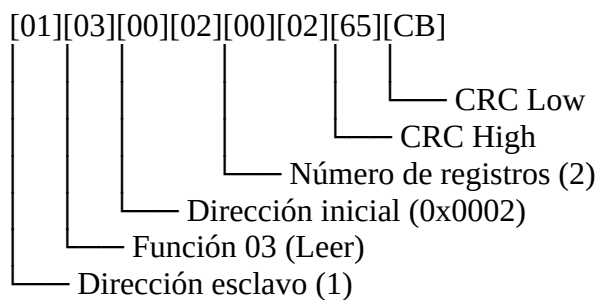 [01][03][00][02][00][02][65][CB]
CRC Low
CRC High
Número de registros (2)
Dirección inicial (0x0002)
Función 03 (Leer)
Dirección esclavo (1)